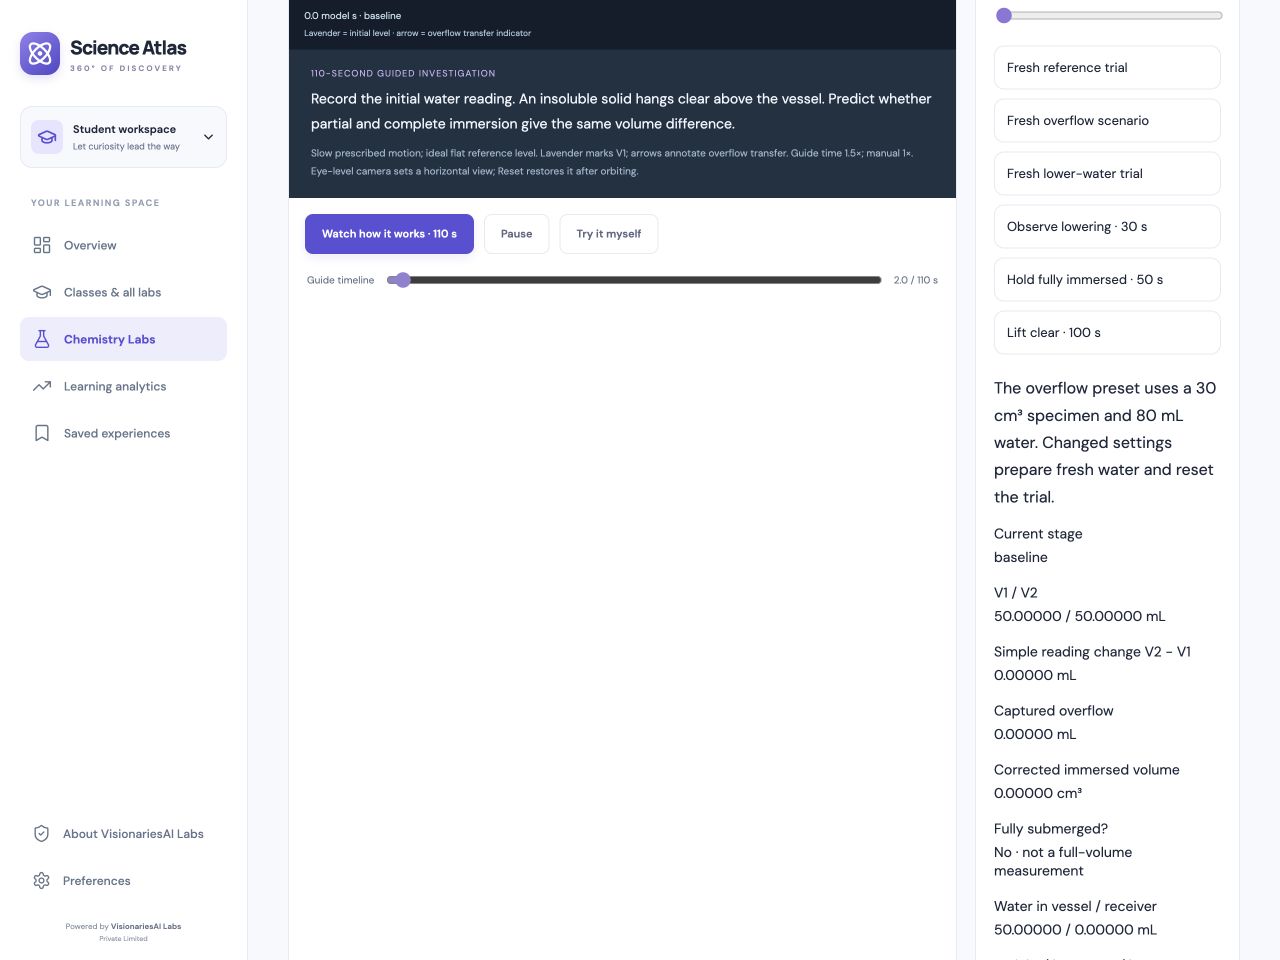 Science Atlas
360° OF DISCOVERY
Student workspace
Let curiosity lead the way
YOUR LEARNING SPACE
Overview
Classes & all labs
Chemistry Labs
Learning analytics
Saved experiences
About VisionariesAI Labs
Preferences
Powered by VisionariesAI Labs
Private Limited
0.0 model s · baseline
Lavender = initial level · arrow = overflow transfer indicator
110-SECOND GUIDED INVESTIGATION
Record the initial water reading. An insoluble solid hangs clear above the vessel. Predict whether
partial and complete immersion give the same volume difference.
Slow prescribed motion; ideal flat reference level. Lavender marks V1; arrows annotate overflow transfer. Guide time 1.5×; manual 1×.
Eye-level camera sets a horizontal view; Reset restores it after orbiting.
Watch how it works · 110 s
Pause
Try it myself
Guide timeline
2.0 / 110 s
Fresh reference trial
Fresh overflow scenario
Fresh lower-water trial
Observe lowering · 30 s
Hold fully immersed · 50 s
Lift clear · 100 s
The overflow preset uses a 30
cm³ specimen and 80 mL
water. Changed settings
prepare fresh water and reset
the trial.
Current stage
baseline
V1 / V2
50.00000 / 50.00000 mL
Simple reading change V2 - V1
0.00000 mL
Captured overflow
0.00000 mL
Corrected immersed volume
0.00000 cm³
Fully submerged?
No · not a full-volume
measurement
Water in vessel / receiver
50.00000 / 0.00000 mL